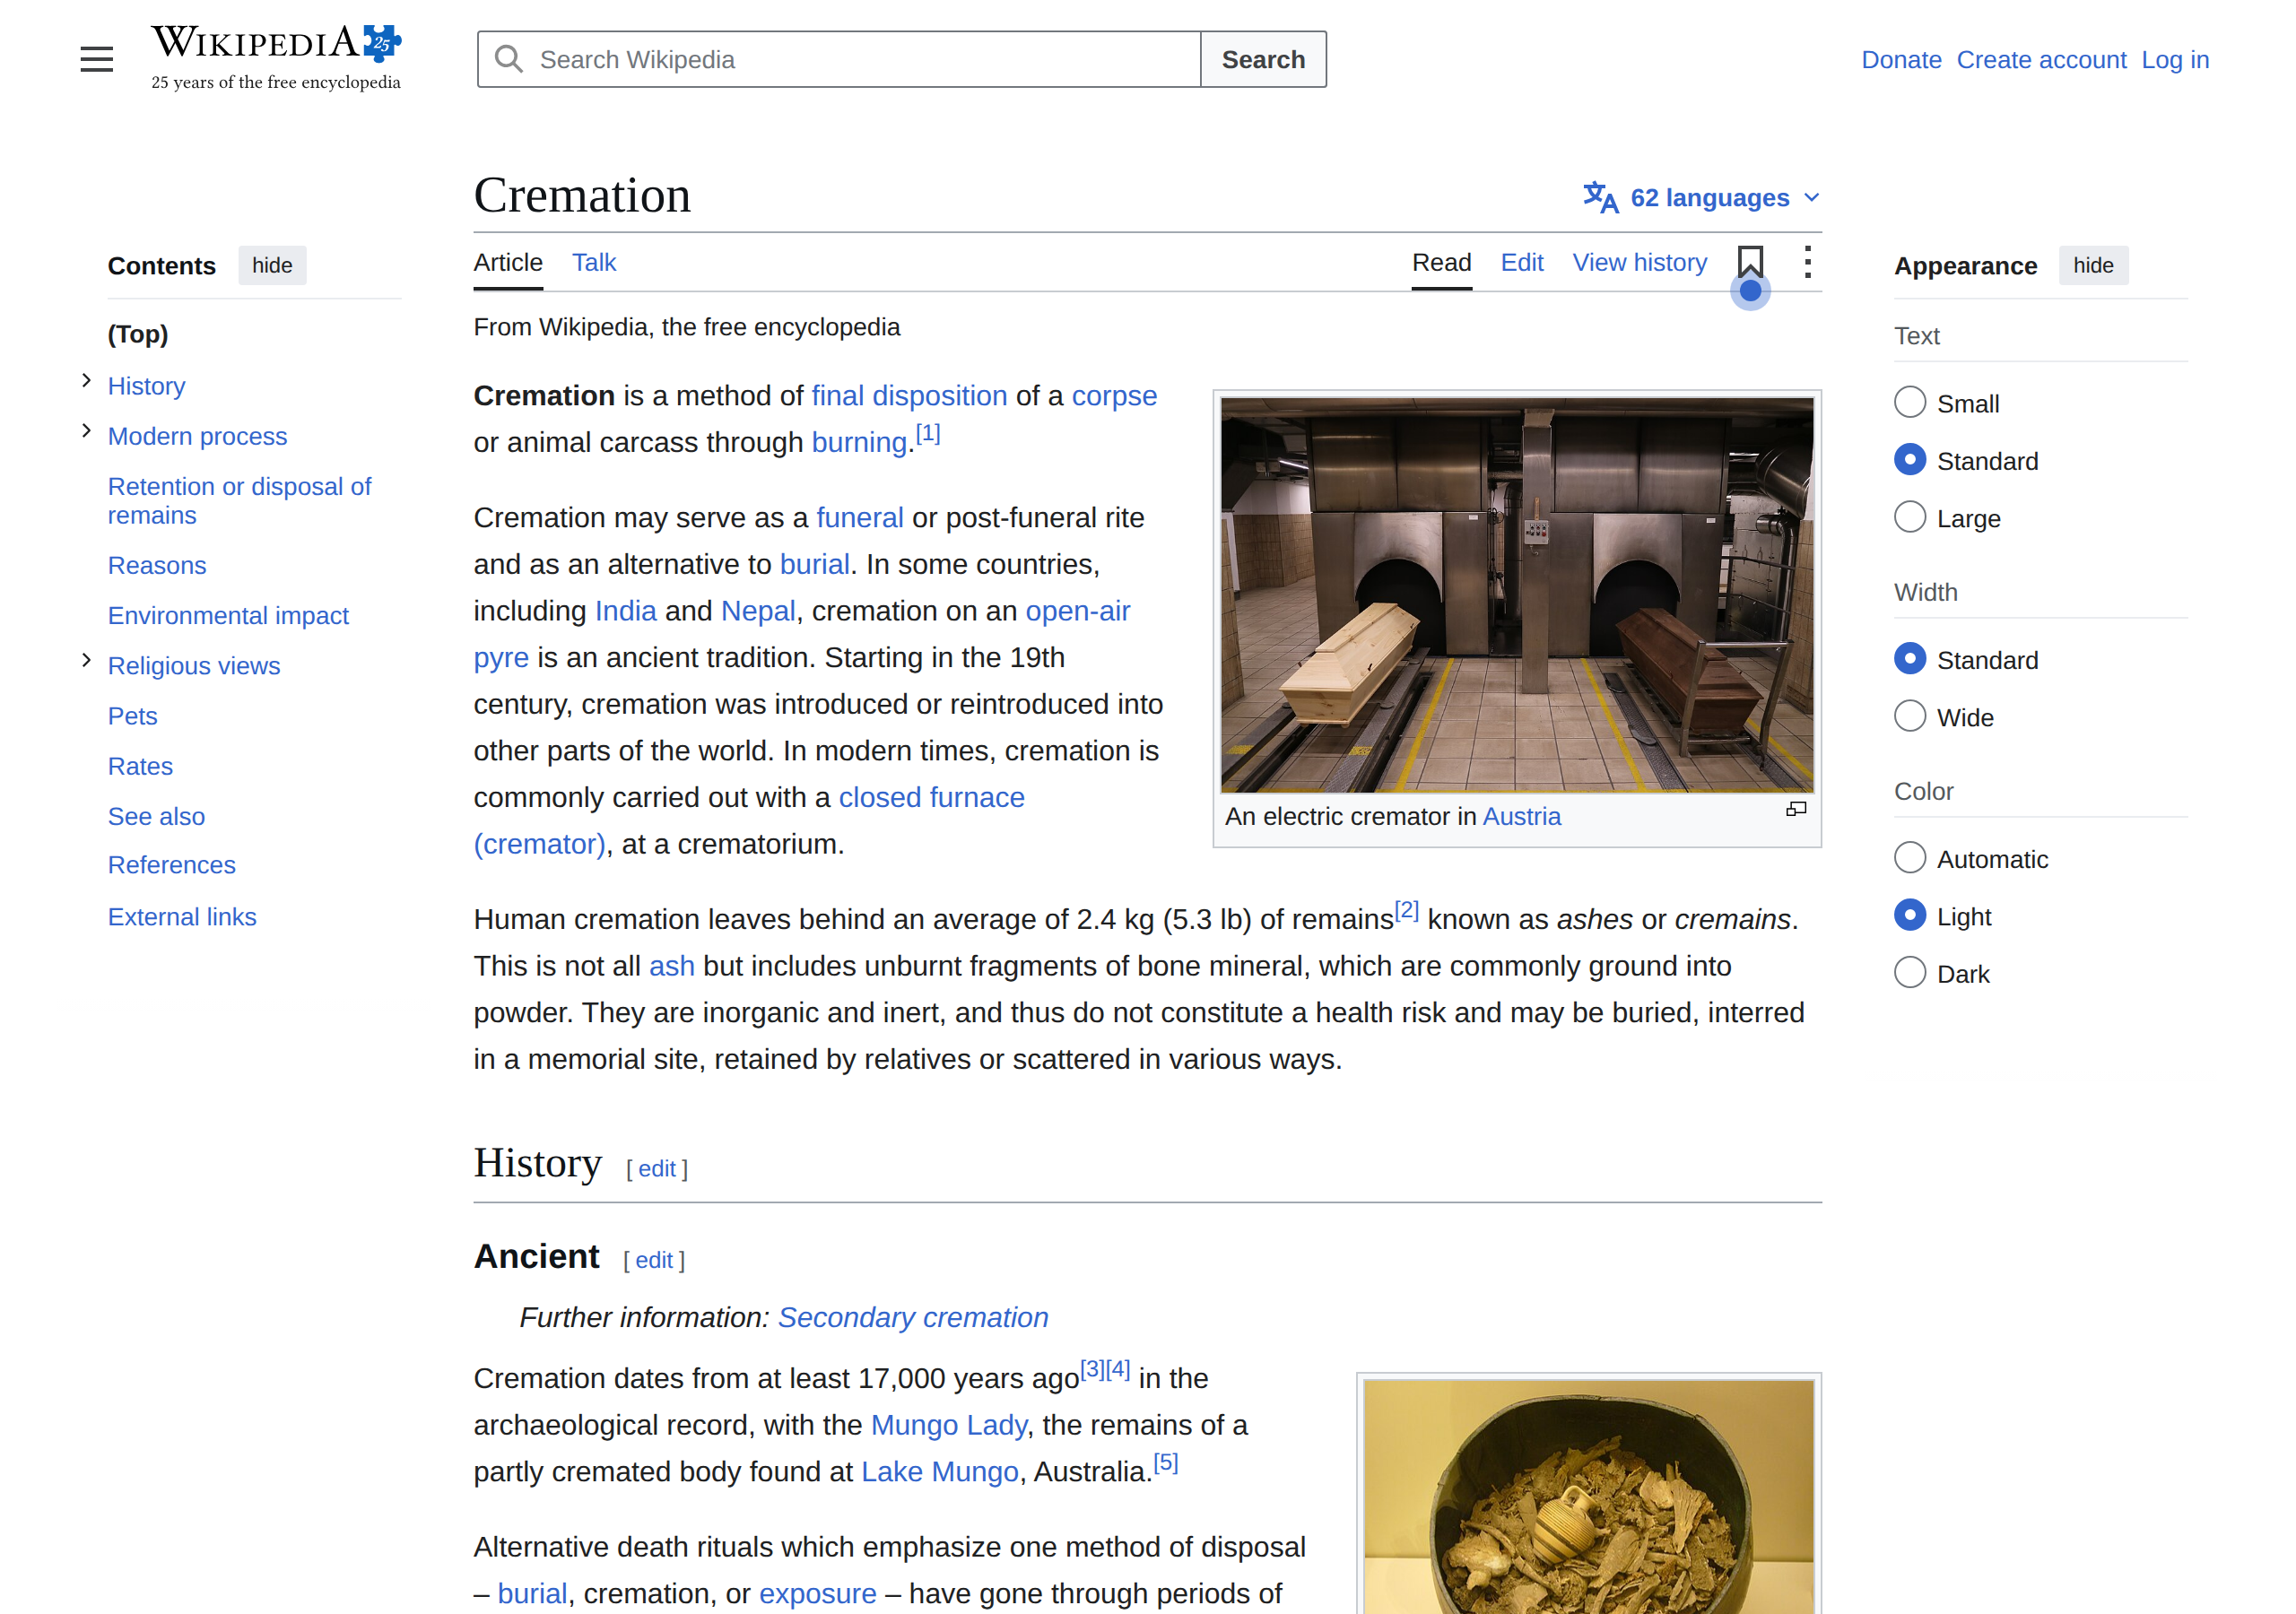 WIKIPEDIA 25
25 years of the free encyclopedia
Search Wikipedia
Search
Donate Create account Log in
Cremation
62 languages
Contents hide
(Top)
History
Modern process
Retention or disposal of
remains
Reasons
Environmental impact
Religious views
Pets
Rates
See also
References
External links
Article Talk
Read Edit View history
From Wikipedia, the free encyclopedia
Cremation is a method of final disposition of a corpse
or animal carcass through burning.[1]
Cremation may serve as a funeral or post-funeral rite
and as an alternative to burial. In some countries,
including India and Nepal, cremation on an open-air
pyre is an ancient tradition. Starting in the 19th
century, cremation was introduced or reintroduced into
other parts of the world. In modern times, cremation is
commonly carried out with a closed furnace
(cremator), at a crematorium.
An electric cremator in Austria
Human cremation leaves behind an average of 2.4 kg (5.3 lb) of remains[2] known as ashes or cremains.
This is not all ash but includes unburnt fragments of bone mineral, which are commonly ground into
powder. They are inorganic and inert, and thus do not constitute a health risk and may be buried, interred
in a memorial site, retained by relatives or scattered in various ways.
History [ edit ]
Ancient [ edit ]
Further information: Secondary cremation
Cremation dates from at least 17,000 years ago[3][4] in the
archaeological record, with the Mungo Lady, the remains of a
partly cremated body found at Lake Mungo, Australia.[5]
Alternative death rituals which emphasize one method of disposal
– burial, cremation, or exposure – have gone through periods of
Appearance hide
Text
Small
Standard
Large
Width
Standard
Wide
Color
Automatic
Light
Dark